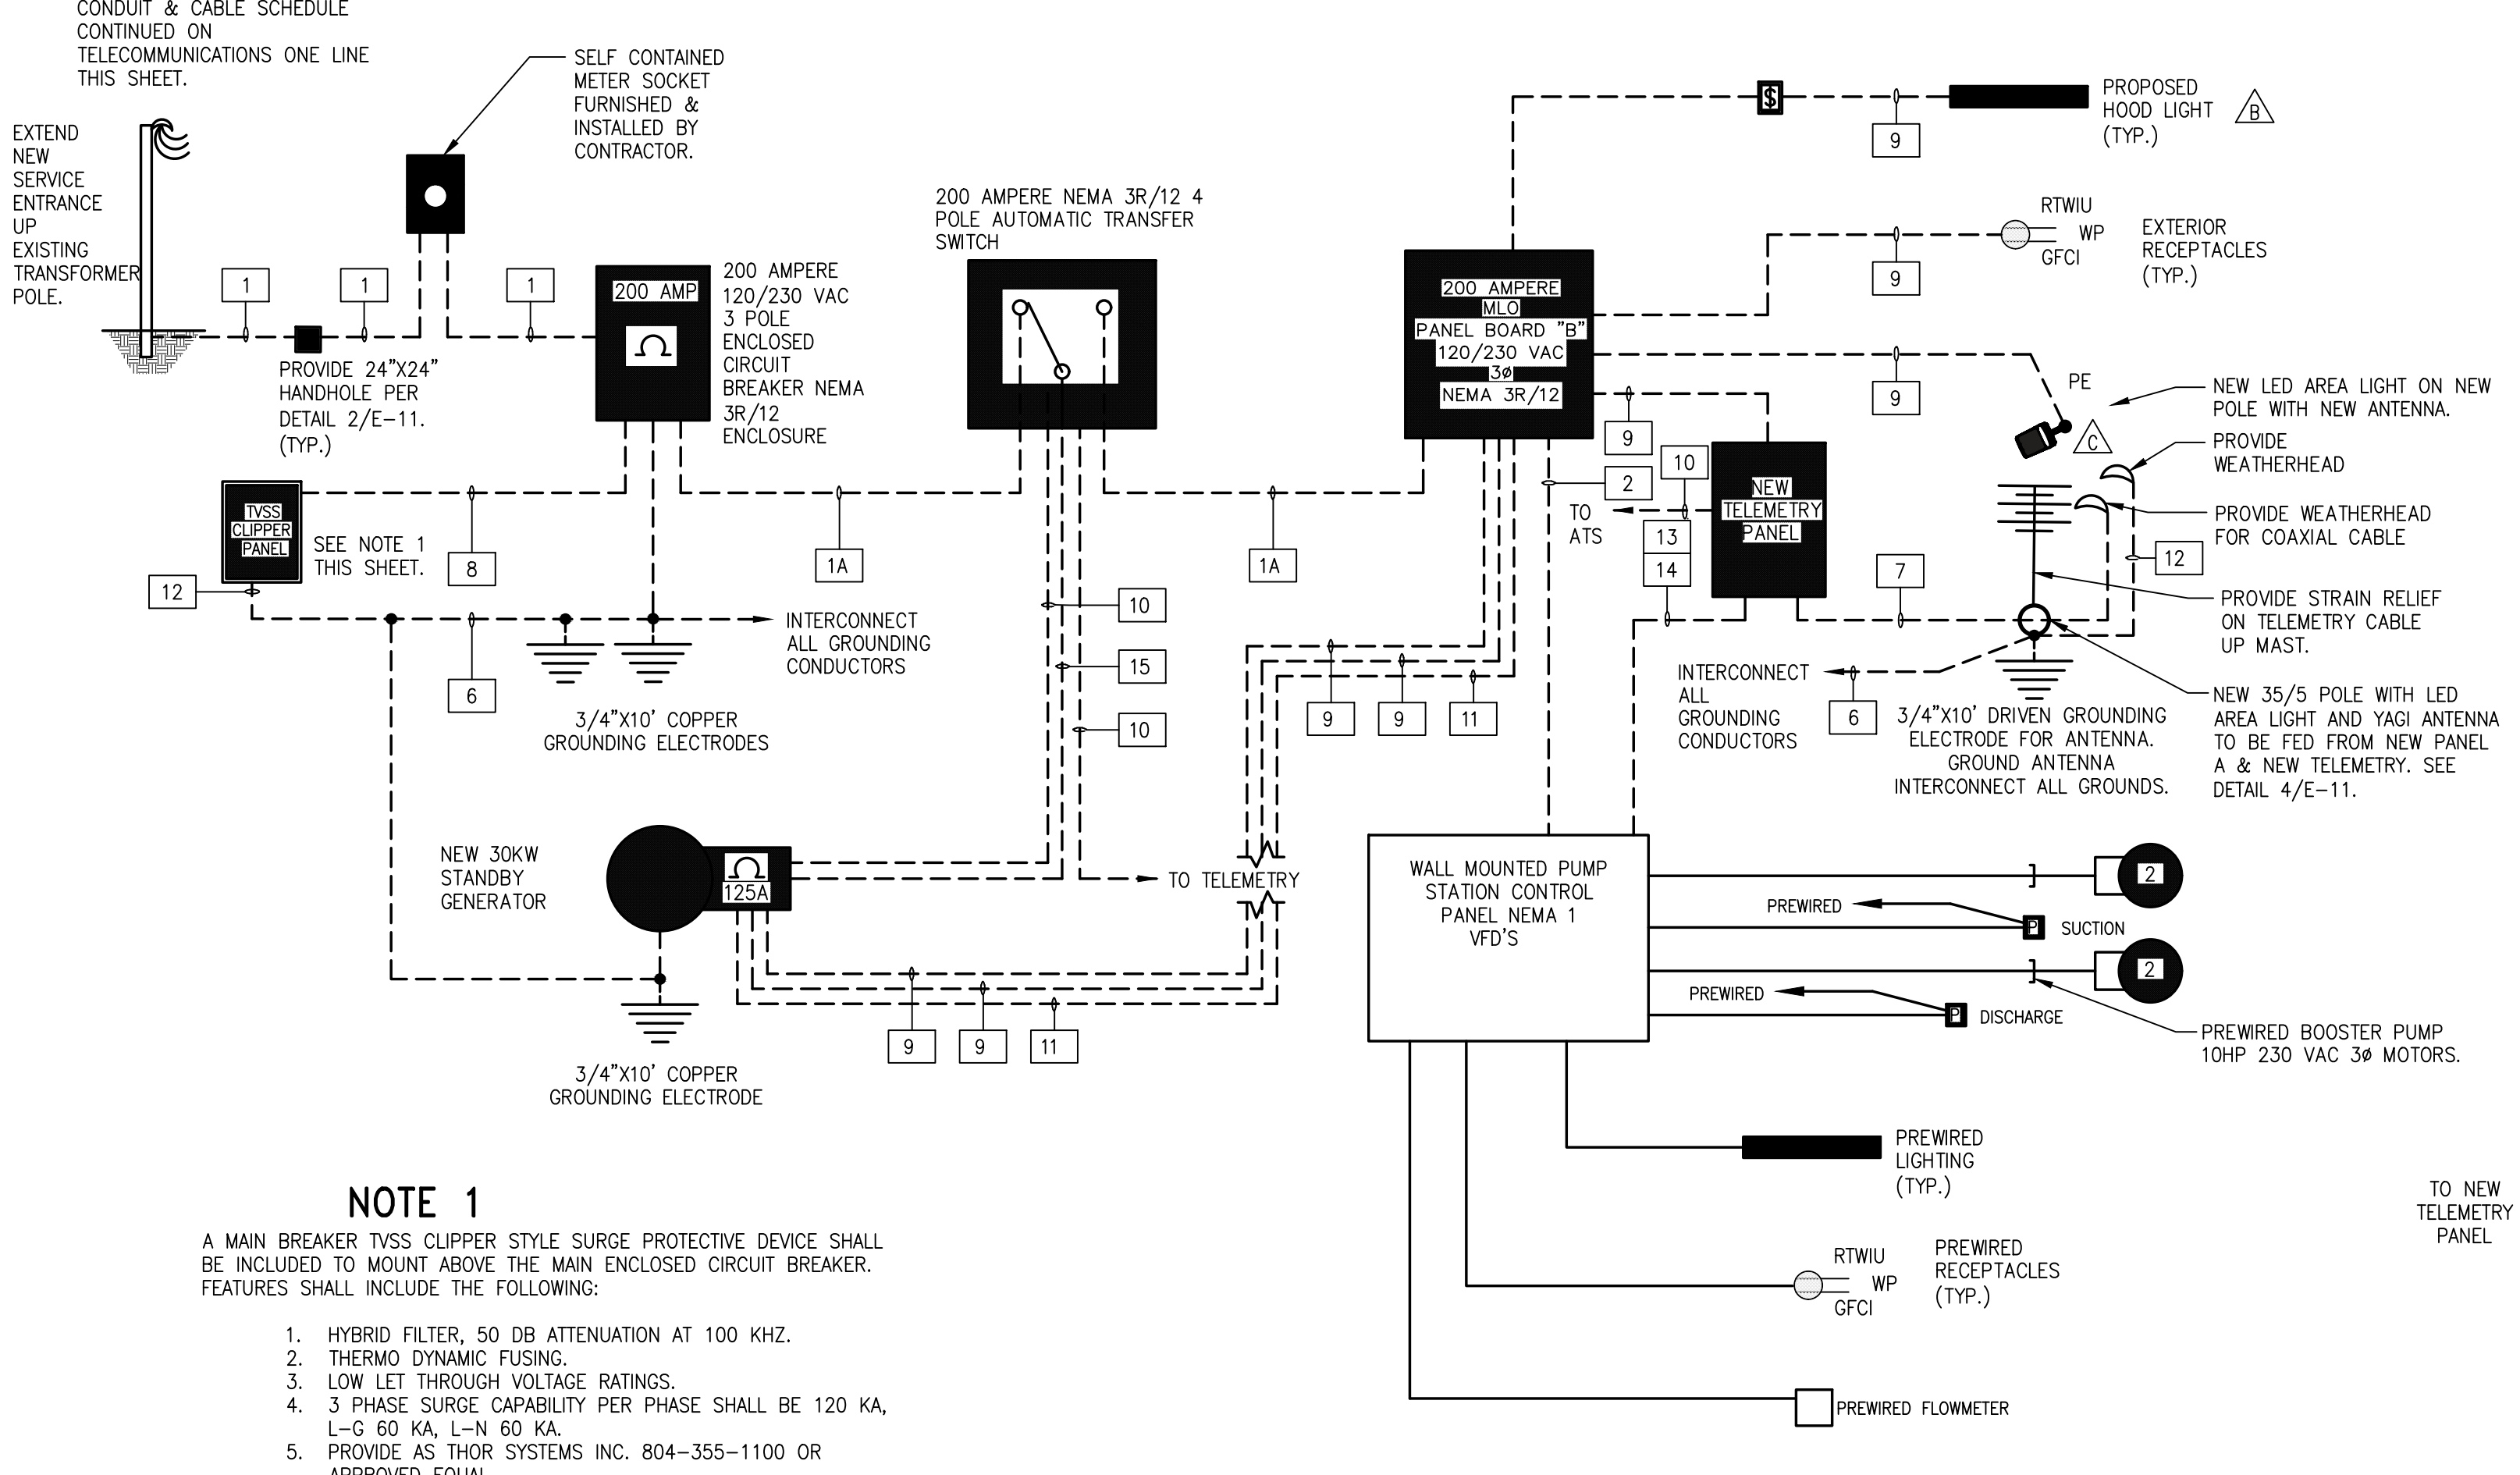 CONDUIT & CABLE SCHEDULE
CONTINUED ON
TELECOMMUNICATIONS ONE LINE
THIS SHEET.
EXTEND
NEW
SERVICE
ENTRANCE
UP
EXISTING
TRANSFORMER
POLE.
SELF CONTAINED
METER SOCKET
FURNISHED &
INSTALLED BY
CONTRACTOR.
1
1
1
PROVIDE 24"X24"
HANDHOLE PER
DETAIL 2/E-11.
(TYP.)
200 AMP
200 AMPERE
120/230 VAC
3 POLE
ENCLOSED
CIRCUIT
BREAKER NEMA
3R/12
ENCLOSURE
200 AMPERE NEMA 3R/12 4
POLE AUTOMATIC TRANSFER
SWITCH
200 AMPERE
MLO
PANEL BOARD "B"
120/230 VAC
3ø
NEMA 3R/12
$
9
PROPOSED
HOOD LIGHT
(TYP.)
B
RTWIU
WP
GFCI
9
EXTERIOR
RECEPTACLES
(TYP.)
9
PE
NEW LED AREA LIGHT ON NEW
POLE WITH NEW ANTENNA.
C
PROVIDE
WEATHERHEAD
9
10
2
TO
ATS
13
14
NEW
TELEMETRY
PANEL
PROVIDE WEATHERHEAD
FOR COAXIAL CABLE
12
7
PROVIDE STRAIN RELIEF
ON TELEMETRY CABLE
UP MAST.
TVSS
CLIPPER
PANEL
SEE NOTE 1
THIS SHEET.
8
1A
1A
12
6
INTERCONNECT
ALL GROUNDING
CONDUCTORS
3/4"X10' COPPER
GROUNDING ELECTRODES
10
15
10
9
9
11
INTERCONNECT
ALL
GROUNDING
CONDUCTORS
6
3/4"X10' DRIVEN GROUNDING
ELECTRODE FOR ANTENNA.
GROUND ANTENNA
INTERCONNECT ALL GROUNDS.
NEW 35/5 POLE WITH LED
AREA LIGHT AND YAGI ANTENNA
TO BE FED FROM NEW PANEL
A & NEW TELEMETRY. SEE
DETAIL 4/E-11.
NEW 30KW
STANDBY
GENERATOR
125A
TO TELEMETRY
9
9
11
3/4"X10' COPPER
GROUNDING ELECTRODE
WALL MOUNTED PUMP
STATION CONTROL
PANEL NEMA 1
VFD'S
2
PREWIRED
P
SUCTION
2
PREWIRED
P
DISCHARGE
PREWIRED BOOSTER PUMP
10HP 230 VAC 3ø MOTORS.
PREWIRED
LIGHTING
(TYP.)
TO NEW
TELEMETRY
PANEL
RTWIU
WP
GFCI
PREWIRED
RECEPTACLES
(TYP.)
PREWIRED FLOWMETER
NOTE 1
A MAIN BREAKER TVSS CLIPPER STYLE SURGE PROTECTIVE DEVICE SHALL
BE INCLUDED TO MOUNT ABOVE THE MAIN ENCLOSED CIRCUIT BREAKER.
FEATURES SHALL INCLUDE THE FOLLOWING:
1. HYBRID FILTER, 50 DB ATTENUATION AT 100 KHZ.
2. THERMO DYNAMIC FUSING.
3. LOW LET THROUGH VOLTAGE RATINGS.
4. 3 PHASE SURGE CAPABILITY PER PHASE SHALL BE 120 KA,
L-G 60 KA, L-N 60 KA.
5. PROVIDE AS THOR SYSTEMS INC. 804-355-1100 OR
APPROVED EQUAL